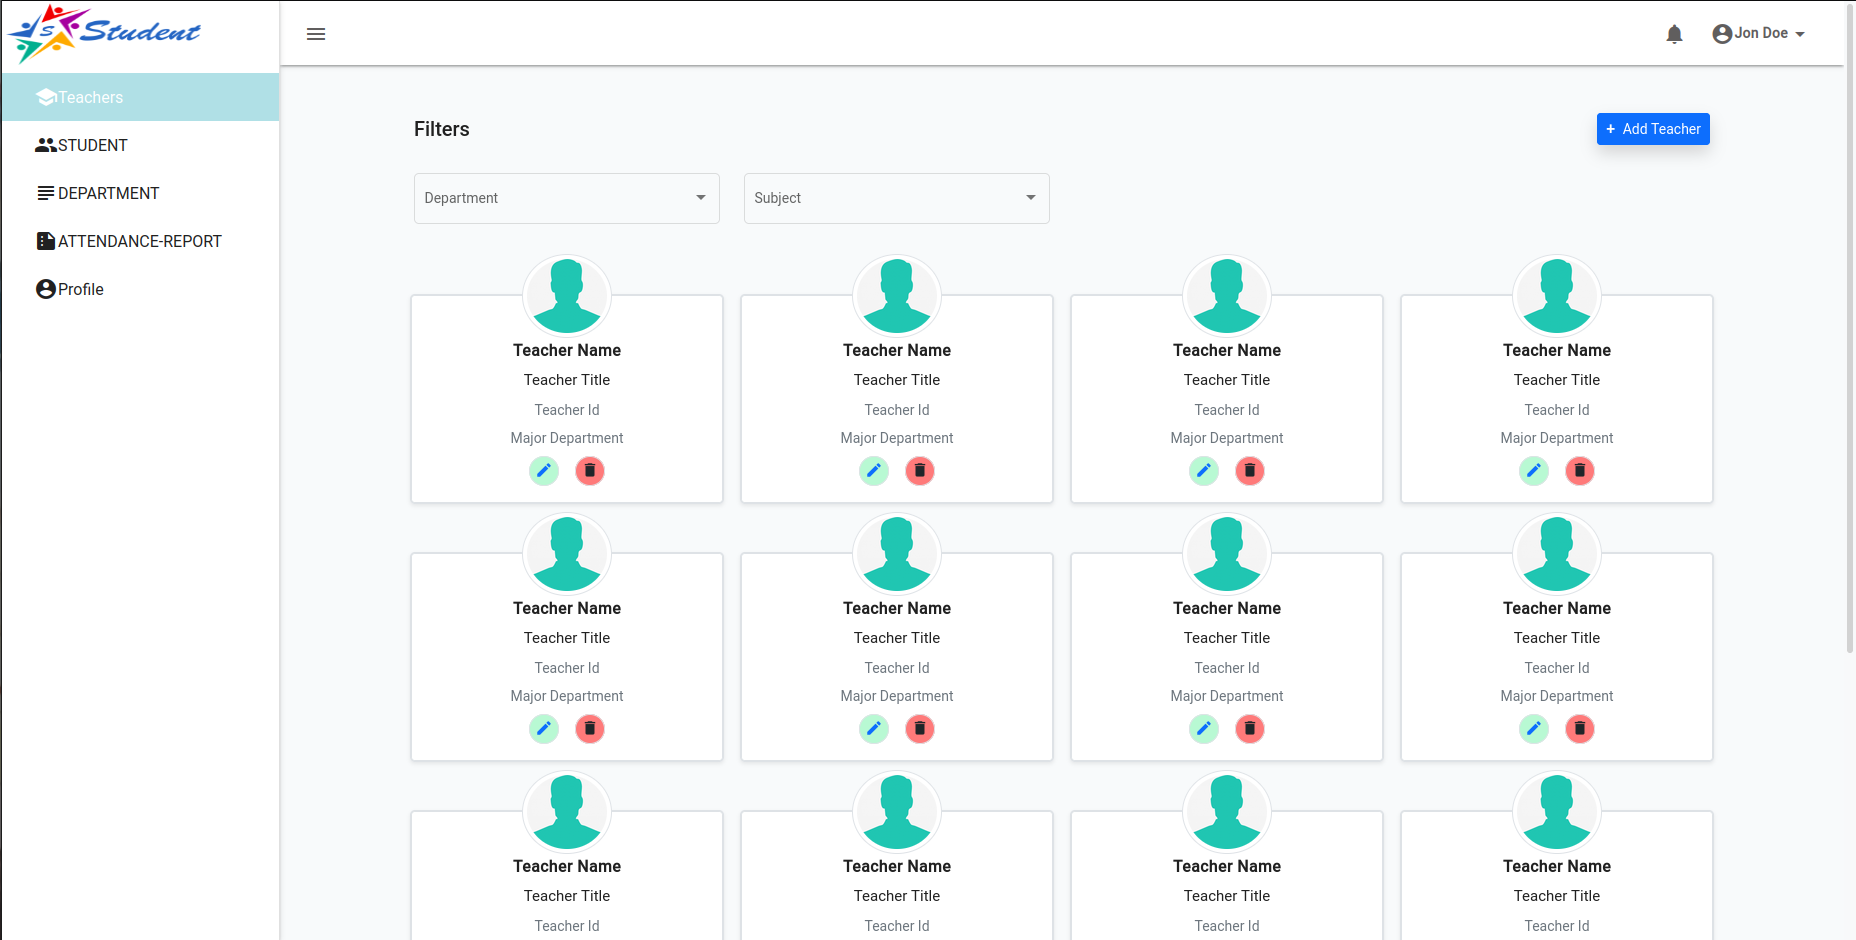 S Student
Jon Doe
Teachers
STUDENT
DEPARTMENT
ATTENDANCE-REPORT
Profile
Filters
+ Add Teacher
Department
Subject
Teacher Name
Teacher Title
Teacher Id
Major Department
Teacher Name
Teacher Title
Teacher Id
Major Department
Teacher Name
Teacher Title
Teacher Id
Major Department
Teacher Name
Teacher Title
Teacher Id
Major Department
Teacher Name
Teacher Title
Teacher Id
Major Department
Teacher Name
Teacher Title
Teacher Id
Major Department
Teacher Name
Teacher Title
Teacher Id
Major Department
Teacher Name
Teacher Title
Teacher Id
Major Department
Teacher Name
Teacher Title
Teacher Id
Teacher Name
Teacher Title
Teacher Id
Teacher Name
Teacher Title
Teacher Id
Teacher Name
Teacher Title
Teacher Id